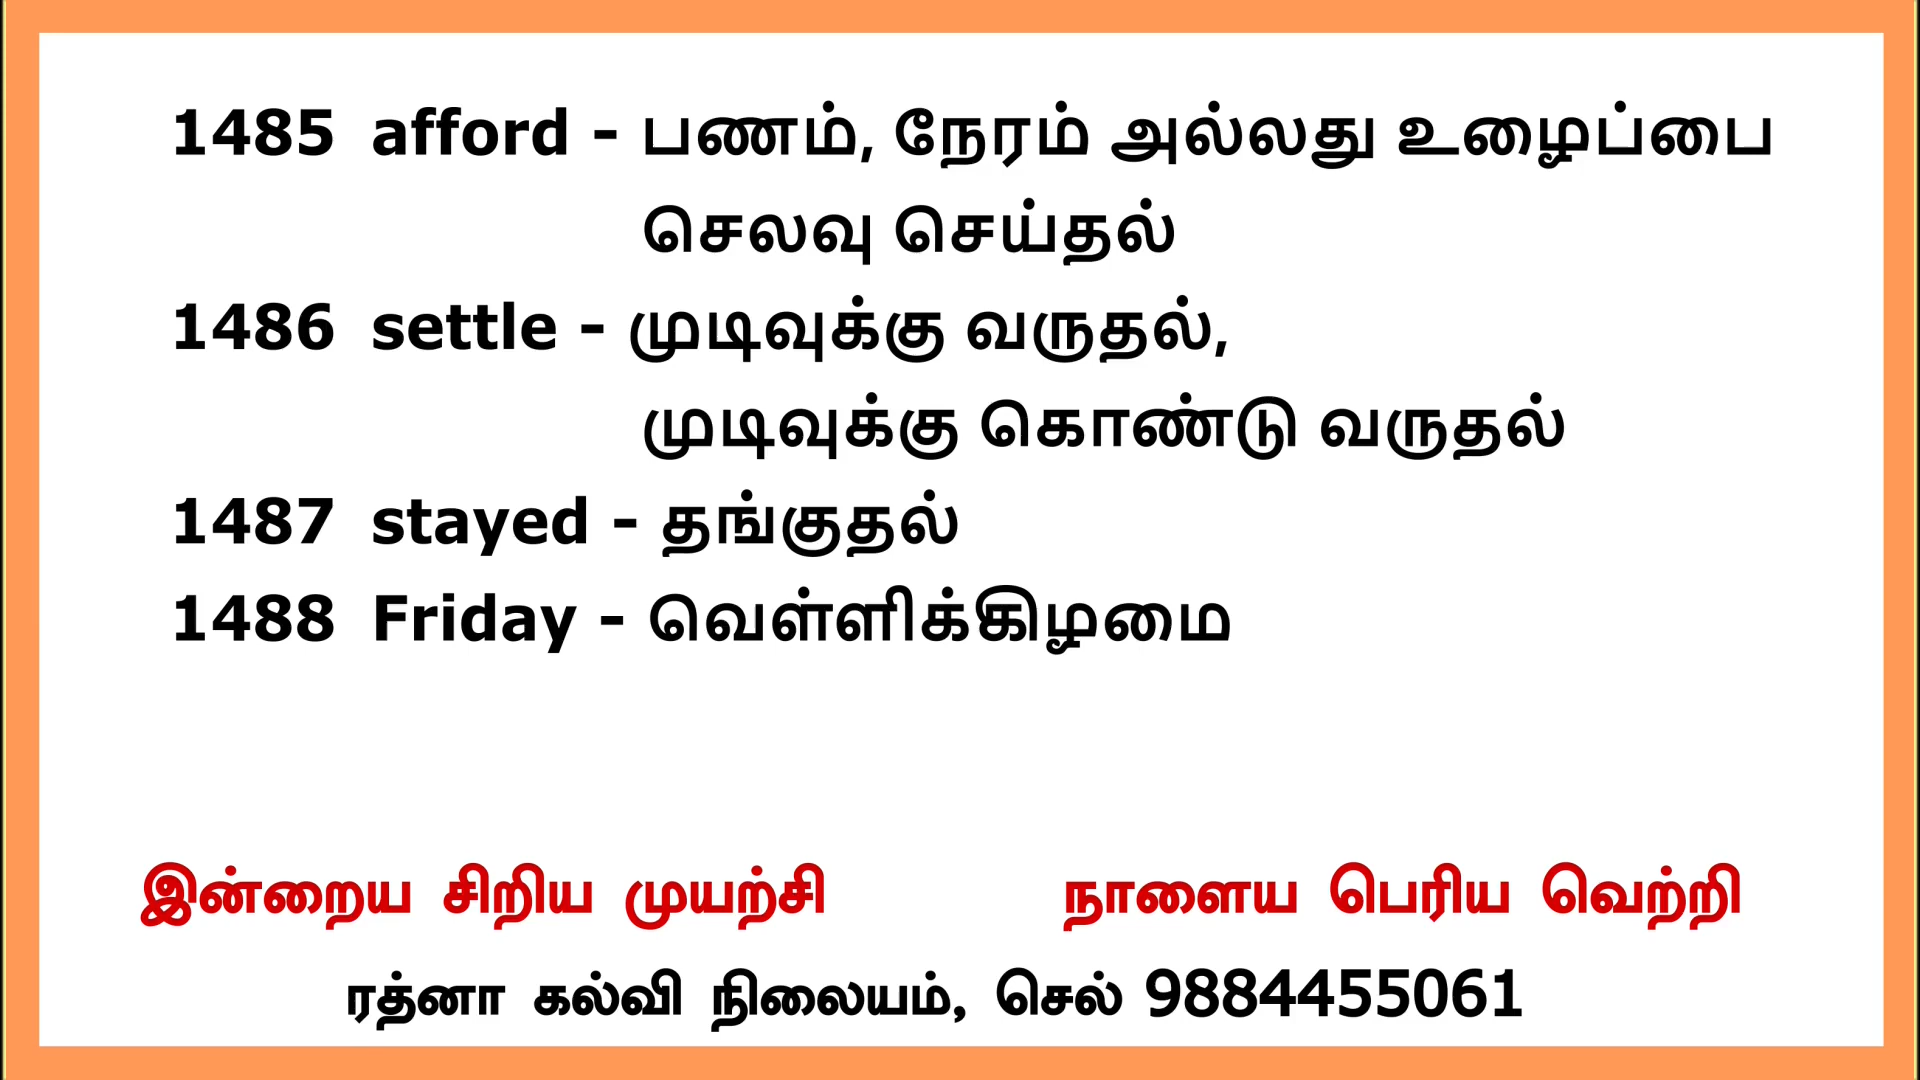 1485 afford - பணம், நேரம் அல்லது உழைப்பை
செலவு செய்தல்
1486 settle - முடிவுக்கு வருதல்,
முடிவுக்கு கொண்டு வருதல்
1487 stayed - தங்குதல்
1488 Friday - வெள்ளிக்கிழமை
இன்றைய சிறிய முயற்சி நாளைய பெரிய வெற்றி
ரத்னா கல்வி நிலையம், செல் 9884455061